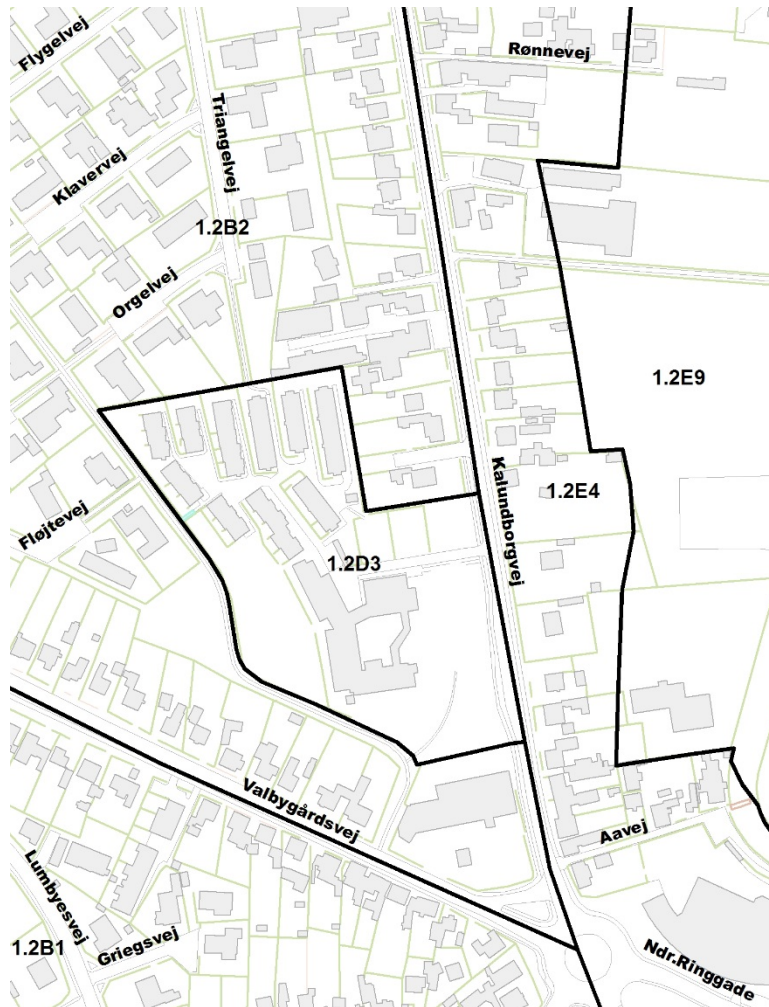 Flygelvej
Rønnevej
Triangelvej
Klavervej
1.2B2
Orgelvej
1.2E9
Kalundborgvej
1.2E4
Fløjtevej
1.2D3
Valbygårdsvej
Aavej
Lumbyesvej
1.2B1
Griegsvej
Ndr.Ringgade